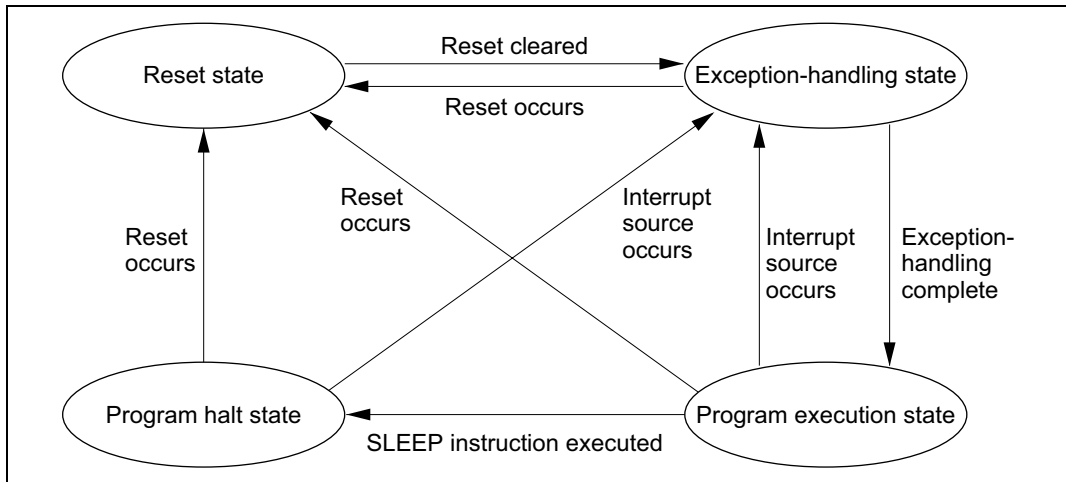 Reset cleared
Reset state
Exception-handling state
Reset occurs
Reset
occurs
Interrupt
source
occurs
Reset
occurs
Interrupt
source
occurs
Exception-
handling
complete
Program halt state
Program execution state
SLEEP instruction executed